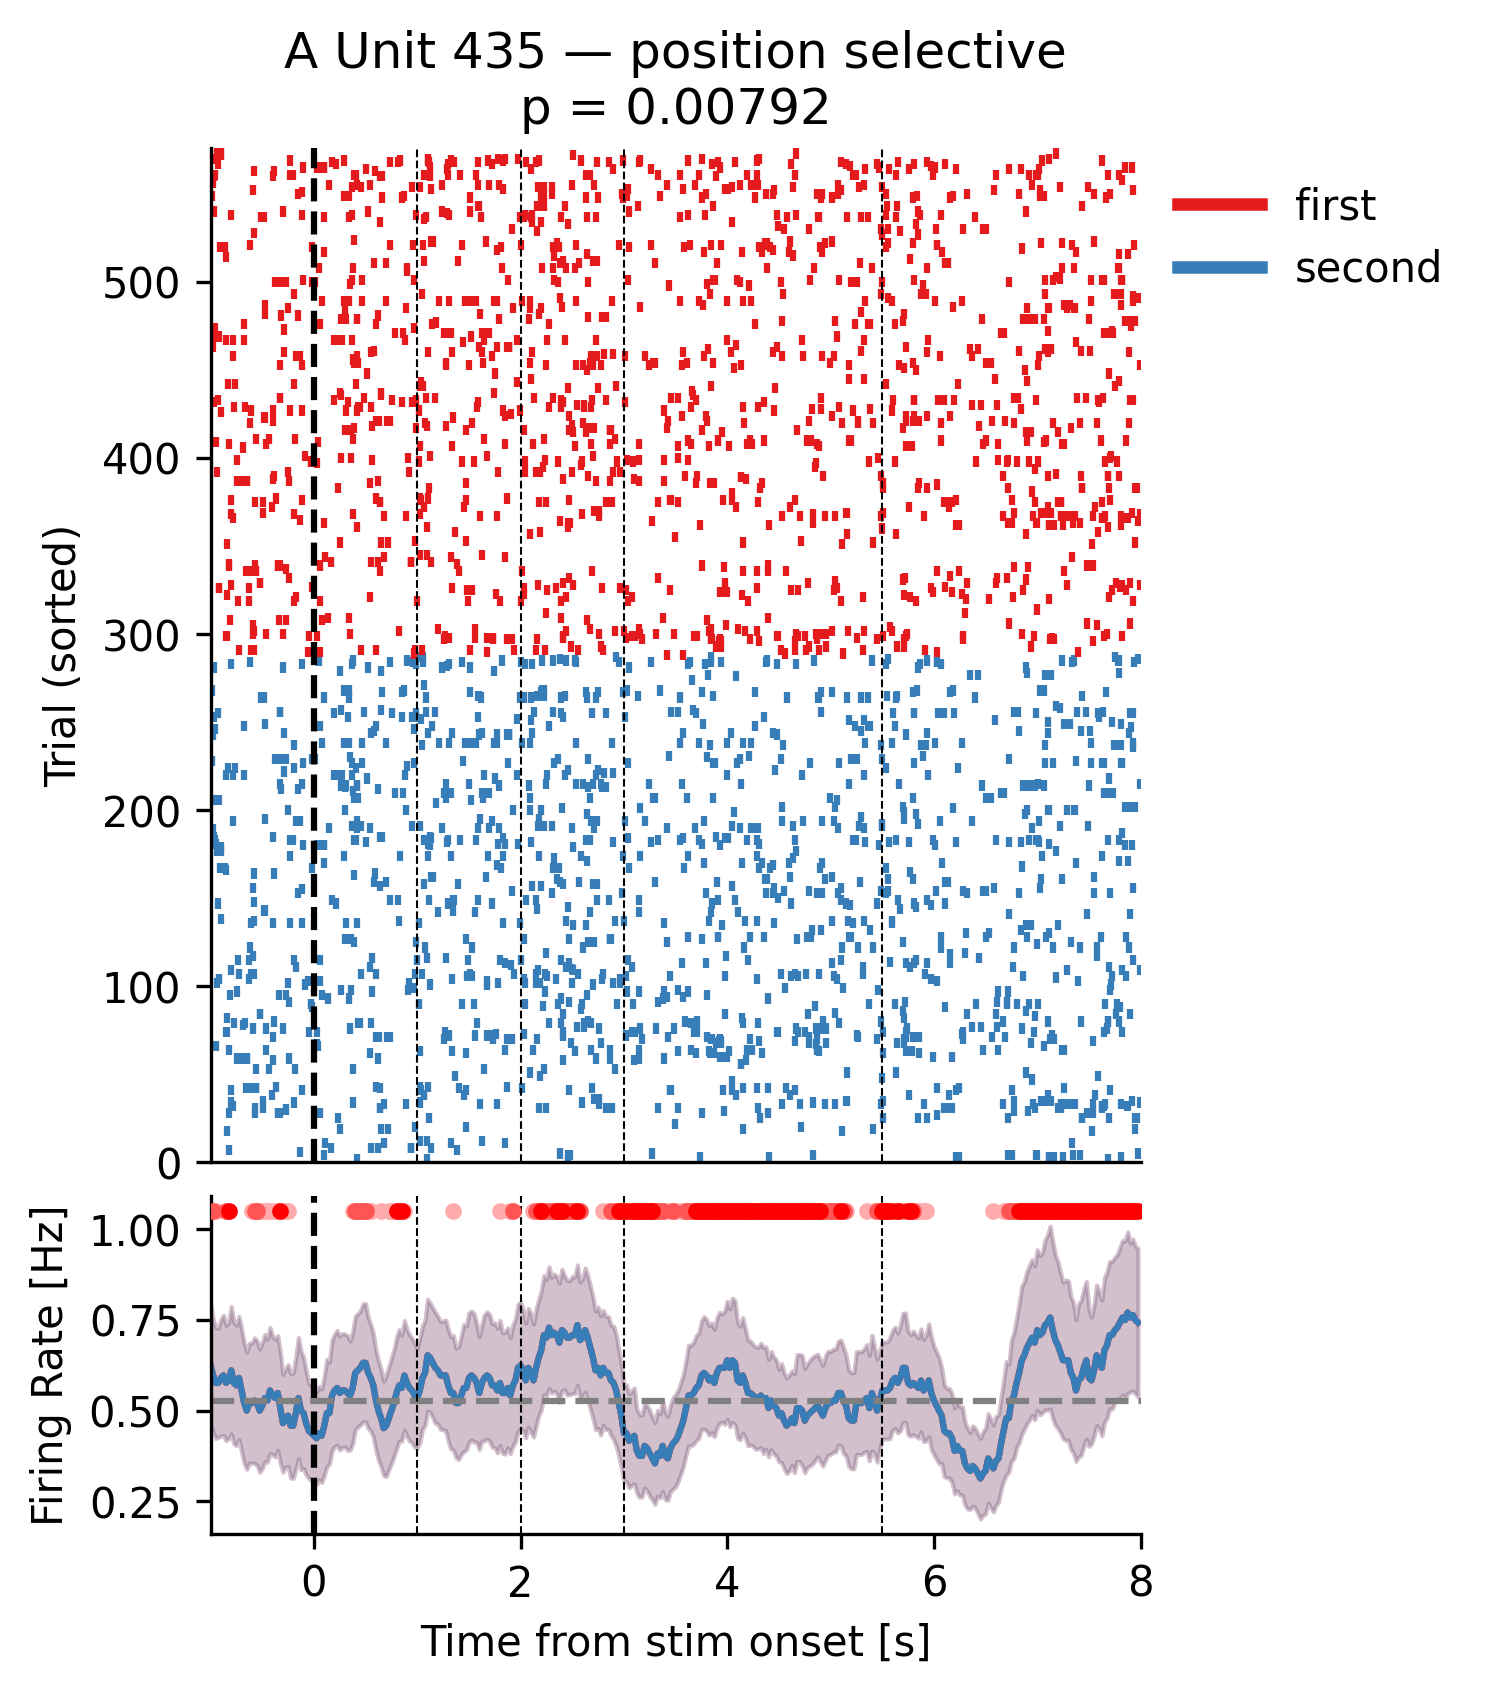 A Unit 435 — position selective
p = 0.00792
first
second
500
400
300
200
100
0
Trial (sorted)
1.00
0.75
0.50
0.25
Firing Rate [Hz]
0 2 4 6 8
Time from stim onset [s]